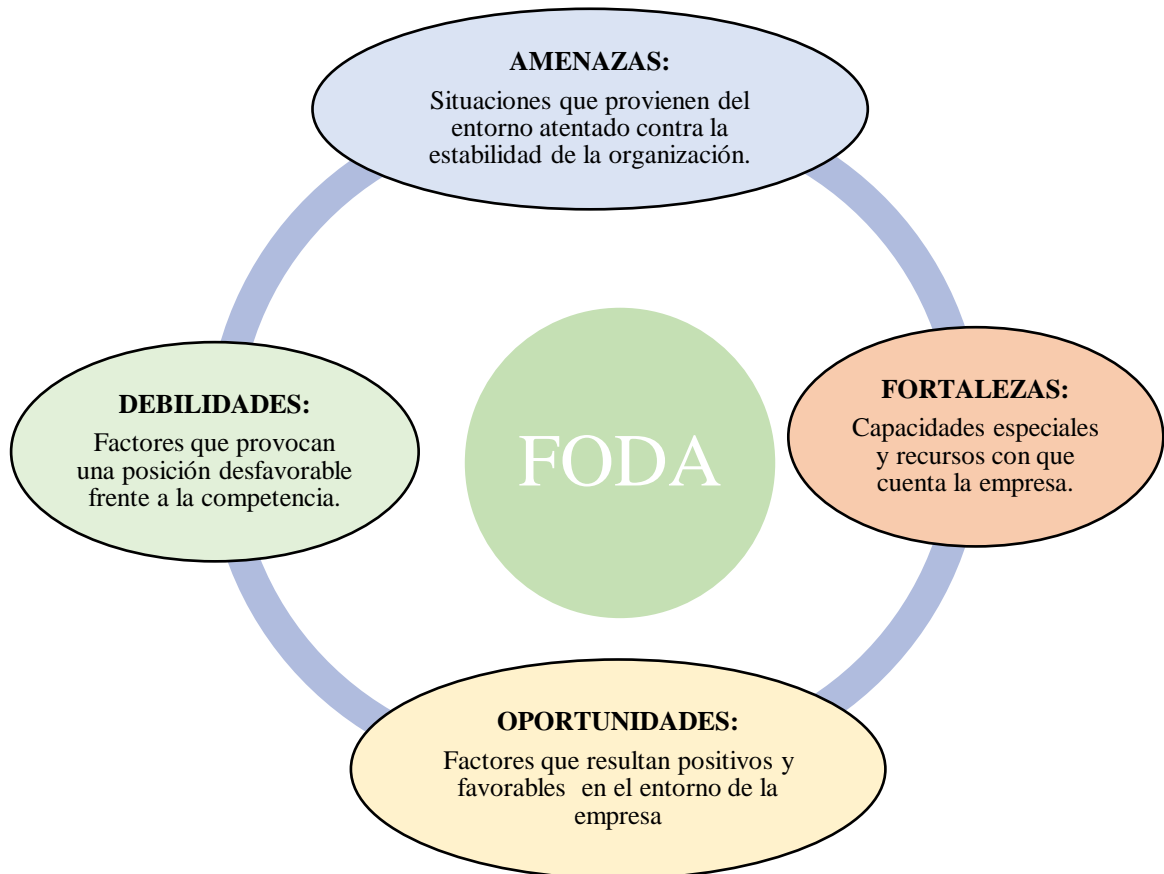 AMENAZAS:
Situaciones que provienen del
entorno atentado contra la
estabilidad de la organización.
DEBILIDADES:
Factores que provocan
una posición desfavorable
frente a la competencia.
FODA
FORTALEZAS:
Capacidades especiales
y recursos con que
cuenta la empresa.
OPORTUNIDADES:
Factores que resultan positivos y
favorables en el entorno de la
empresa